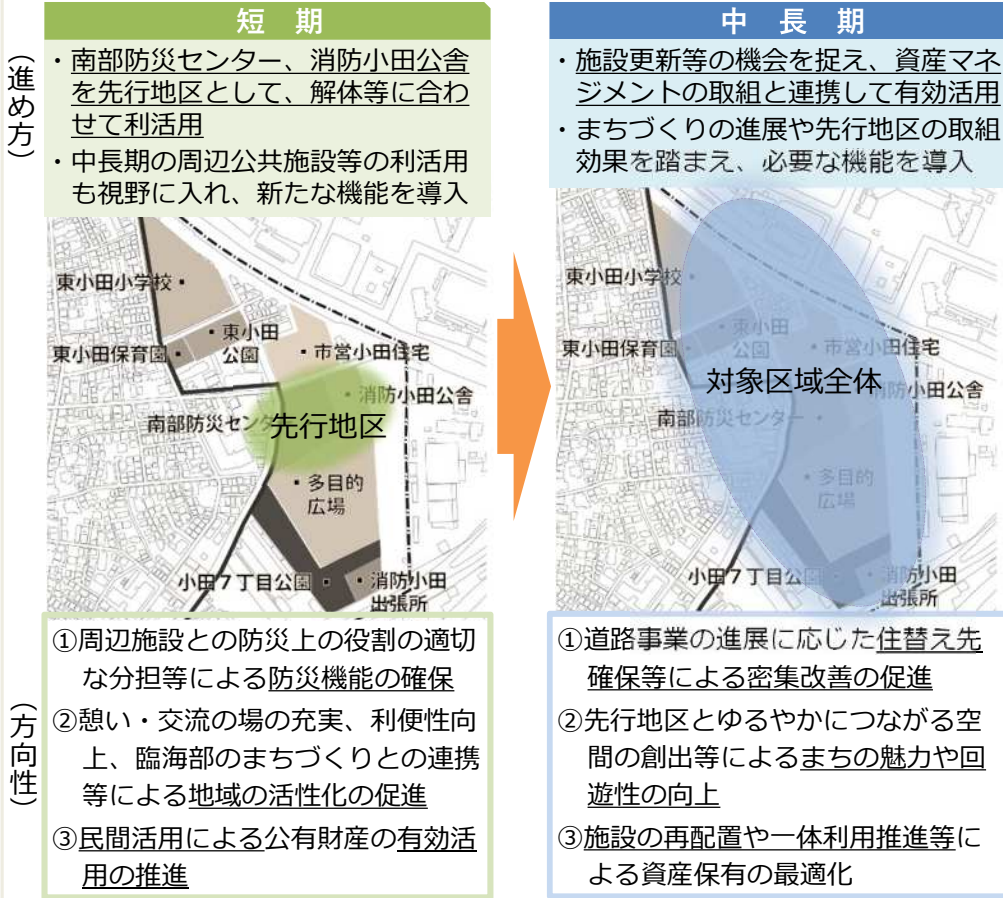 短　期
（進め方）
・南部防災センター、消防小田公舎
を先行地区として、解体等に合わ
せて利活用
・中長期の周辺公共施設等の利活用
も視野に入れ、新たな機能を導入
東小田小学校
東小田
公園
東小田保育園
市営小田住宅
消防小田公舎
南部防災センタ
先行地区
多目的
広場
小田７丁目公園
消防小田
出張所
（方向性）
①周辺施設との防災上の役割の適切
な分担等による防災機能の確保
②憩い・交流の場の充実、利便性向
上、臨海部のまちづくりとの連携
等による地域の活性化の促進
③民間活用による公有財産の有効活
用の推進
中　長　期
・施設更新等の機会を捉え、資産マネ
ジメントの取組と連携して有効活用
・まちづくりの進展や先行地区の取組
効果を踏まえ、必要な機能を導入
東小田小学校
東小田
公園
東小田保育園
市営小田住宅
対象区域全体
消防小田公舎
南部防災センター
多目的
広場
小田７丁目公園
消防小田
出張所
①道路事業の進展に応じた住替え先
確保等による密集改善の促進
②先行地区とゆるやかにつながる空
間の創出等によるまちの魅力や回
遊性の向上
③施設の再配置や一体利用推進等に
よる資産保有の最適化